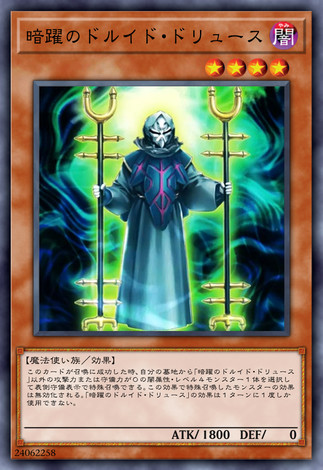 暗躍のドルイド・ドリュース
やみ
闇
【魔法使い族/効果】
このカードが召喚に成功した時、自分の墓地から「暗躍のドルイド・ドリュース
」以外の攻撃力または守備力が0の闇属性・レベル4モンスター1体を選択し
て表側守備表示で特殊召喚できる。この効果で特殊召喚したモンスターの効果
は無効化される。「暗躍のドルイド・ドリュース」の効果は1ターンに1度しか
使用できない。
ATK/ 1800 DEF/ 0
24062258